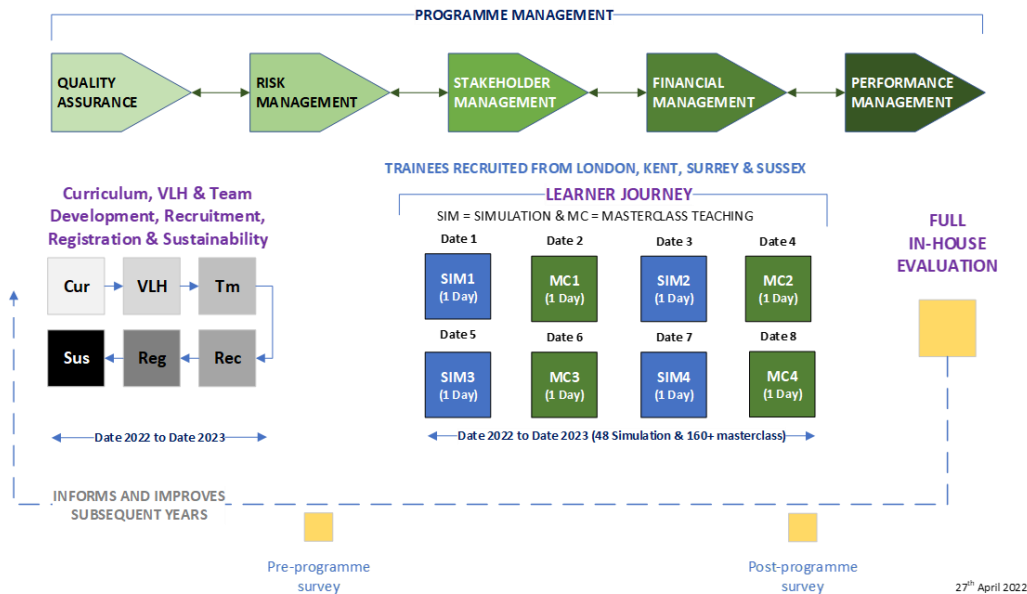 PROGRAMME MANAGEMENT
QUALITY
ASSURANCE
RISK
MANAGEMENT
STAKEHOLDER
MANAGEMENT
FINANCIAL
MANAGEMENT
PERFORMANCE
MANAGEMENT
TRAINEES RECRUITED FROM LONDON, KENT, SURREY & SUSSEX
Curriculum, VLH & Team
Development, Recruitment,
Registration & Sustainability
Cur
VLH
Tm
Sus
Reg
Rec
Date 2022 to Date 2023
LEARNER JOURNEY
SIM = SIMULATION & MC = MASTERCLASS TEACHING
Date 1
Date 2
Date 3
Date 4
SIM1
(1 Day)
MC1
(1 Day)
SIM2
(1 Day)
MC2
(1 Day)
Date 5
Date 6
Date 7
Date 8
SIM3
(1 Day)
MC3
(1 Day)
SIM4
(1 Day)
MC4
(1 Day)
Date 2022 to Date 2023 (48 Simulation & 160+ masterclass)
FULL
IN-HOUSE
EVALUATION
INFORMS AND IMPROVES
SUBSEQUENT YEARS
Pre-programme
survey
Post-programme
survey
27th April 2022